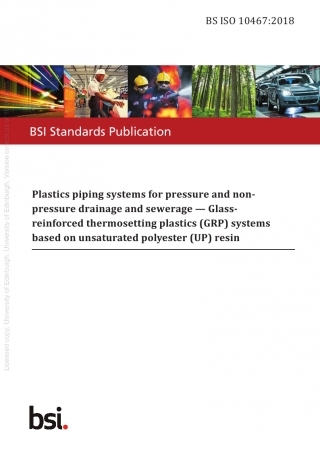 BS ISO 10467:2018
BSI Standards Publication
Plastics piping systems for pressure and non-
pressure drainage and sewerage — Glass-
reinforced thermosetting plastics (GRP) systems
based on unsaturated polyester (UP) resin
bsi.
Licensed copy: University of Edinburgh, University of Edinburgh, Version